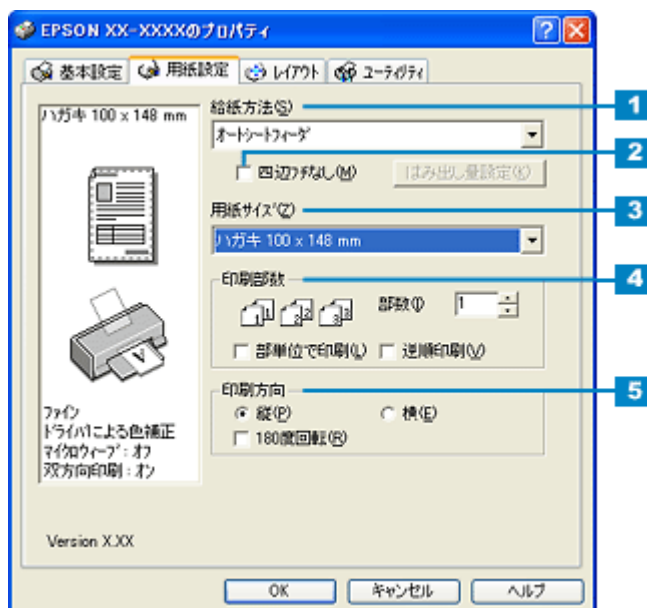 EPSON XX-XXXXのプロパティ
基本設定 用紙設定 レイアウト ユーティリティ
ハガキ 100 x 148 mm
給紙方法(S)
1
オートシートフィーダ
2
四辺フチなし(M) はみ出し量設定(K)
用紙サイズ(Z)
3
ハガキ 100 x 148 mm
印刷部数
4
1 1 2 2 3 3
部数(I) 1
部単位で印刷(L) 逆順印刷(V)
印刷方向
5
縦(P) 横(E)
180度回転(R)
ファイン
ドライバによる色補正
マイクロウィーブ：オフ
双方向印刷：オン
Version X.XX
OK キャンセル ヘルプ